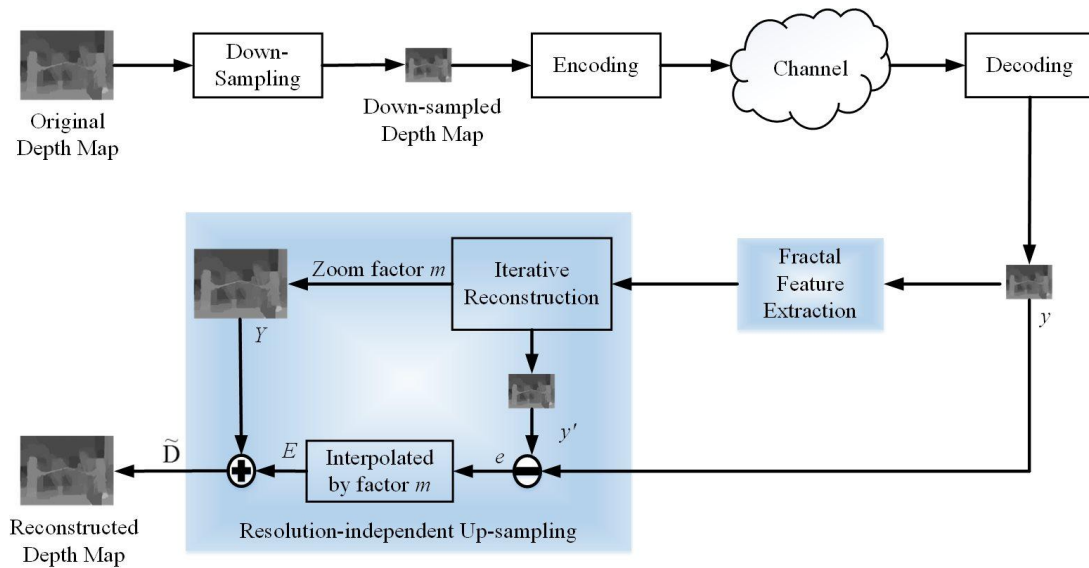 Original
Depth Map
Down-
Sampling
Down-sampled
Depth Map
Encoding
Channel
Decoding
y
Fractal
Feature
Extraction
Iterative
Reconstruction
Zoom factor m
Y
y'
e
Interpolated
by factor m
E
D̃
Resolution-independent Up-sampling
Reconstructed
Depth Map